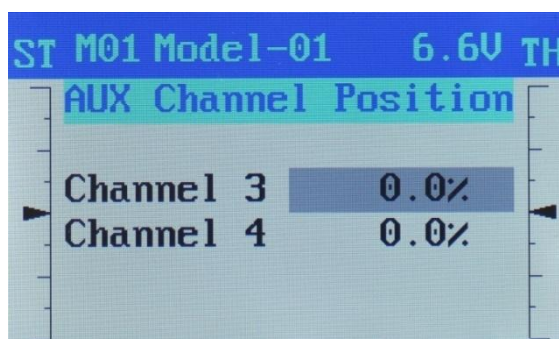 ST M01 Model-01 6.6V TH
AUX Channel Position
Channel 3 0.0%
Channel 4 0.0%